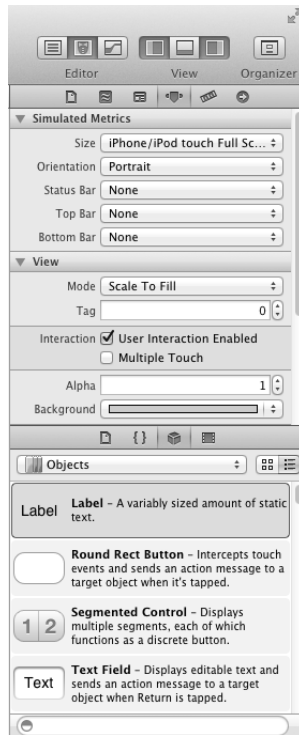 Editor View Organizer
Simulated Metrics
Size iPhone/iPod touch Full Sc...
Orientation Portrait
Status Bar None
Top Bar None
Bottom Bar None
View
Mode Scale To Fill
Tag 0
Interaction User Interaction Enabled
Multiple Touch
Alpha 1
Background
{ }
Objects
Label Label – A variably sized amount of static
text.
Round Rect Button – Intercepts touch
events and sends an action message to a
target object when it's tapped.
1 2 Segmented Control – Displays
multiple segments, each of which
functions as a discrete button.
Text Text Field – Displays editable text and
sends an action message to a target
object when Return is tapped.